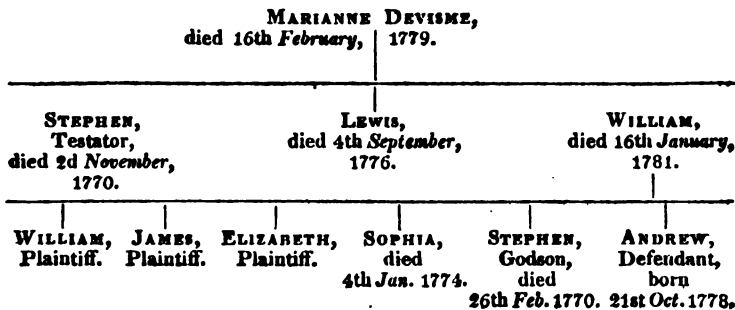 MARIANNE DEVISME,
died 16th February, 1779.
STEPHEN,
Testator,
died 2d November,
1770.
LEWIS,
died 4th September,
1776.
WILLIAM,
died 16th January,
1781.
WILLIAM,
Plaintiff.
JAMES,
Plaintiff.
ELIZABETH,
Plaintiff.
SOPHIA,
died
4th Jan. 1774.
STEPHEN,
Godson,
died
26th Feb. 1770.
ANDREW,
Defendant,
born
21st Oct. 1778,